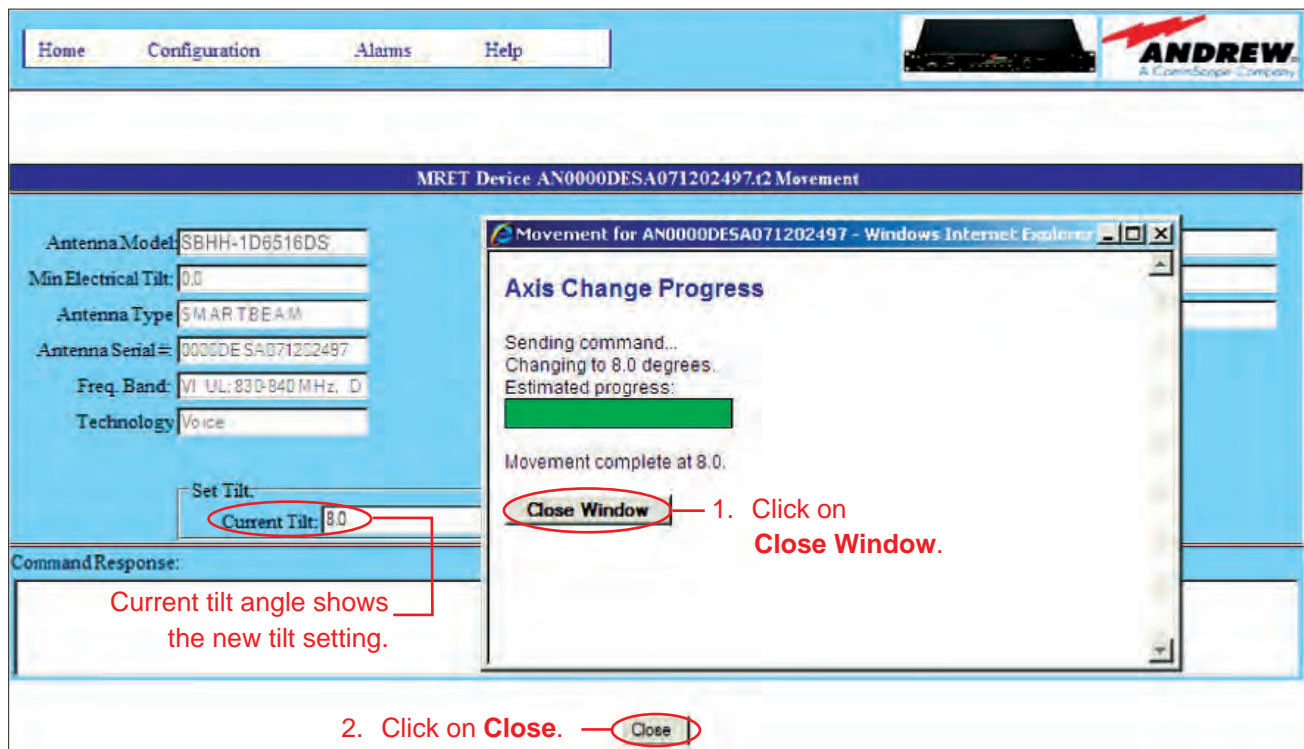 Home Configuration Alarms Help
ANDREW.
A CommScope Company
MRET Device AN0000DESA071202497.t2 Movement
Antenna Model: SBHH-1D6516DS
Min Electrical Tilt: 0.0
Antenna Type SMARTBEAM
Antenna Serial#: 0000DESA071202497
Freq. Band: VI UL: 830-840 MHz, D
Technology Voice
Set Tilt:
Current Tilt: 8.0
Command Response:
Current tilt angle shows
the new tilt setting.
Movement for AN0000DESA071202497 - Windows Internet Explorer
Axis Change Progress
Sending command...
Changing to 8.0 degrees.
Estimated progress:
Movement complete at 8.0.
Close Window
1. Click on
Close Window.
2. Click on Close.
Close